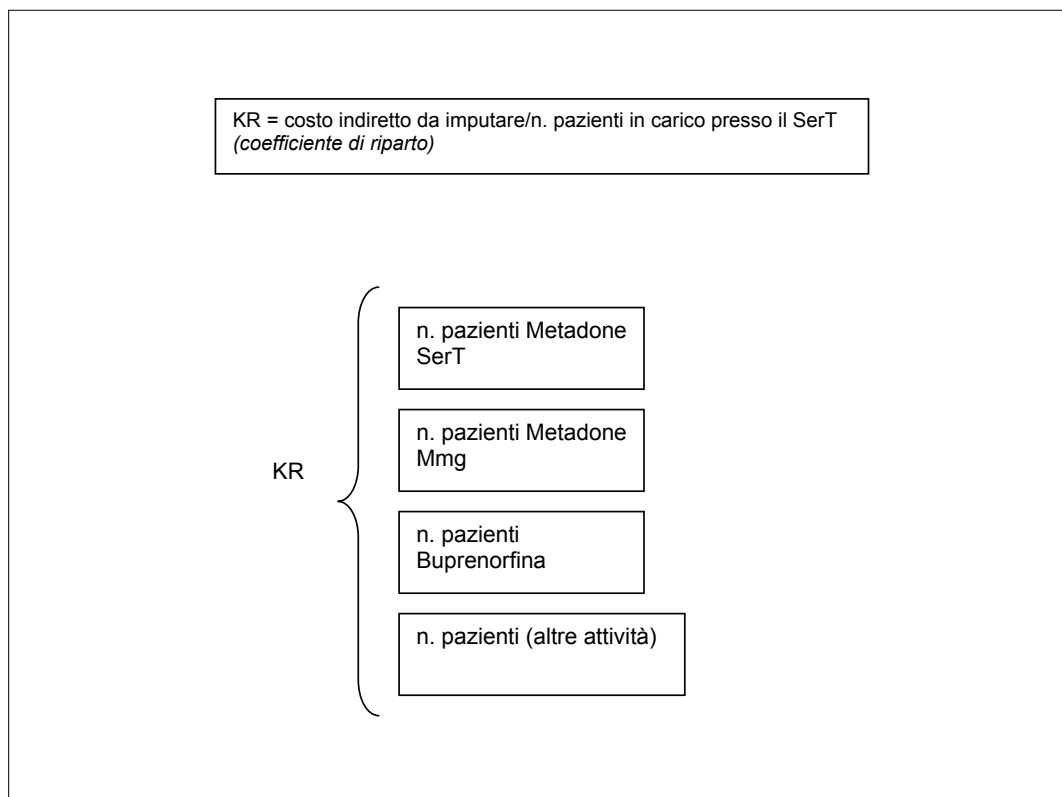 KR = costo indiretto da imputare/n. pazienti in carico presso il SerT
(coefficiente di riparto)
n. pazienti Metadone
SerT
n. pazienti Metadone
Mmg
KR
n. pazienti
Buprenorfina
n. pazienti (altre attività)